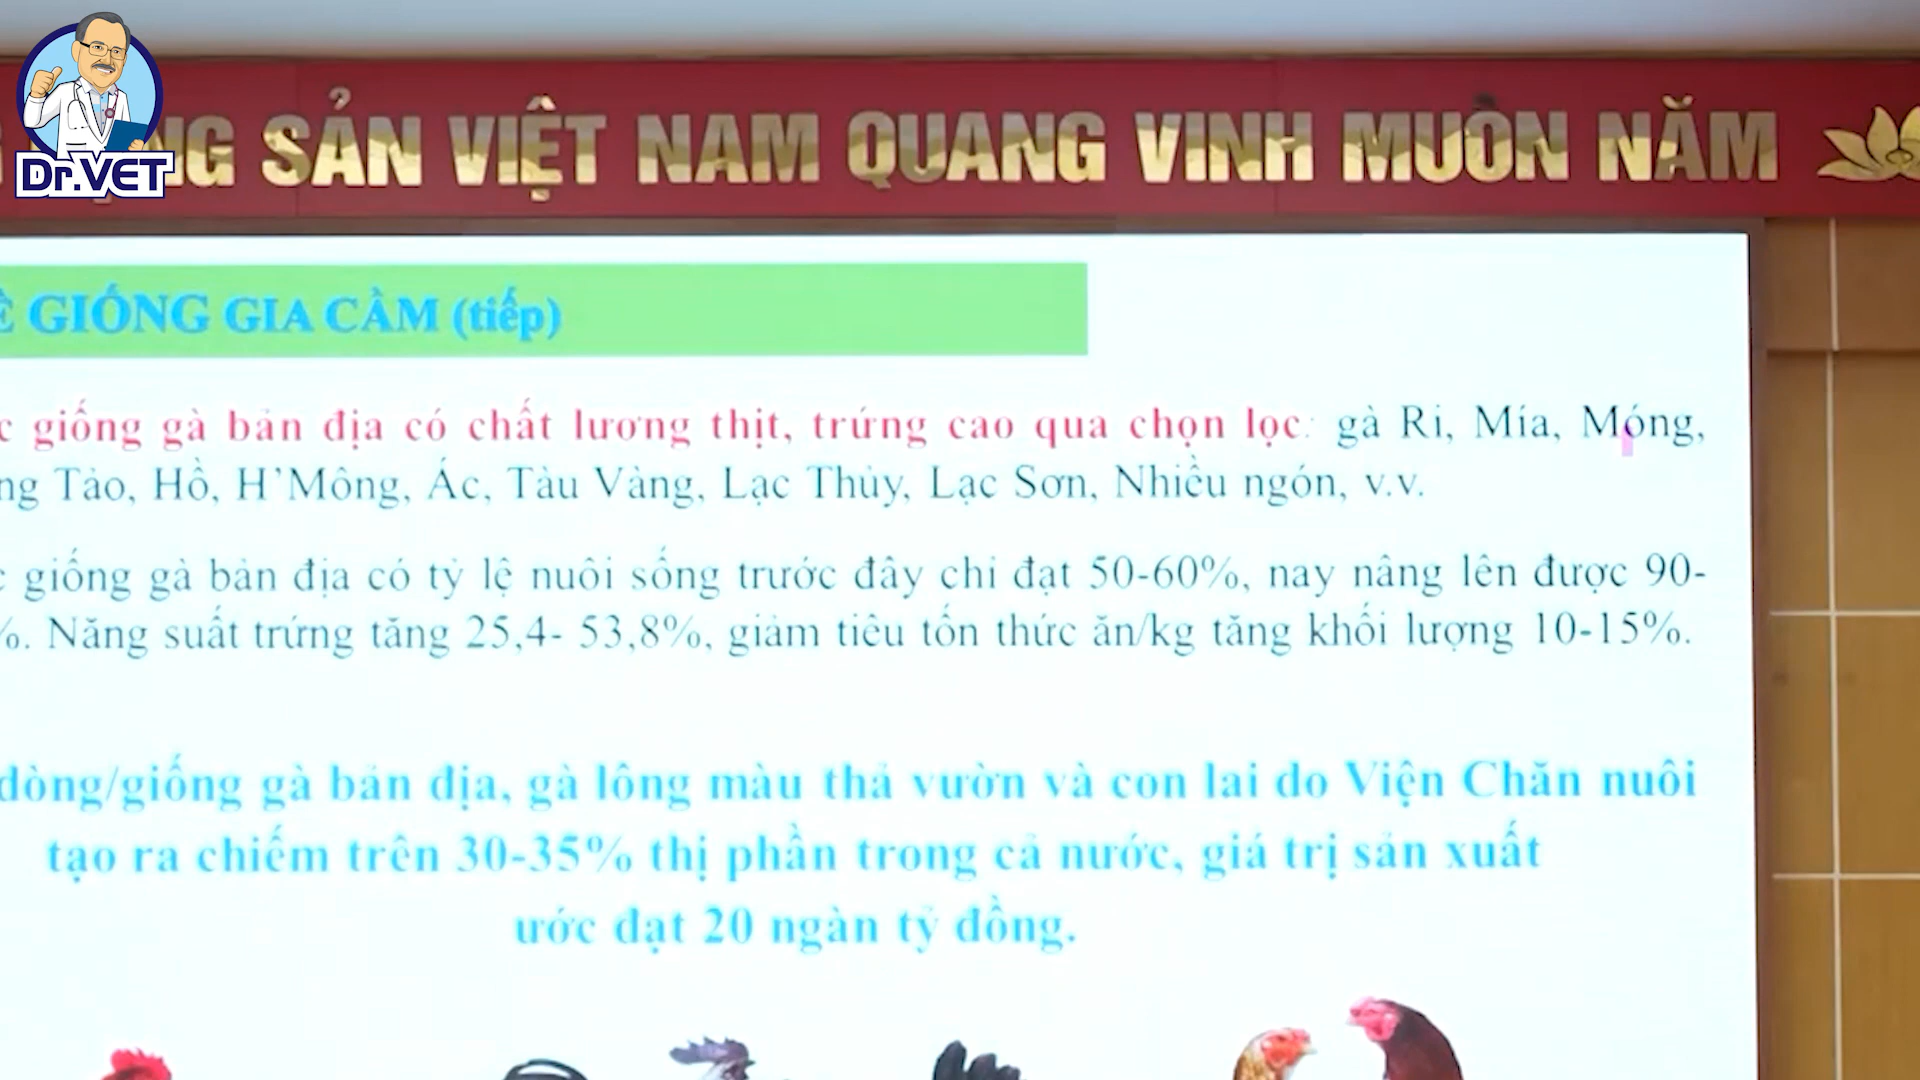 Dr.VET
SẢN VIỆT NAM QUANG VINH MUÔN NĂM
GIỐNG GIA CẦM (tiếp)
giống gà bản địa có chất lương thịt, trứng cao qua chọn lọc: gà Ri, Mía, Móng,
Tảo, Hồ, H'Mông, Ác, Tàu Vàng, Lạc Thủy, Lạc Sơn, Nhiều ngón, v.v.
giống gà bản địa có tỷ lệ nuôi sống trước đây chỉ đạt 50-60%, nay nâng lên được 90-
%. Năng suất trứng tăng 25,4- 53,8%, giảm tiêu tốn thức ăn/kg tăng khối lượng 10-15%.
dòng/giống gà bản địa, gà lông màu thả vườn và con lai do Viện Chăn nuôi
tạo ra chiếm trên 30-35% thị phần trong cả nước, giá trị sản xuất
ước đạt 20 ngàn tỷ đồng.